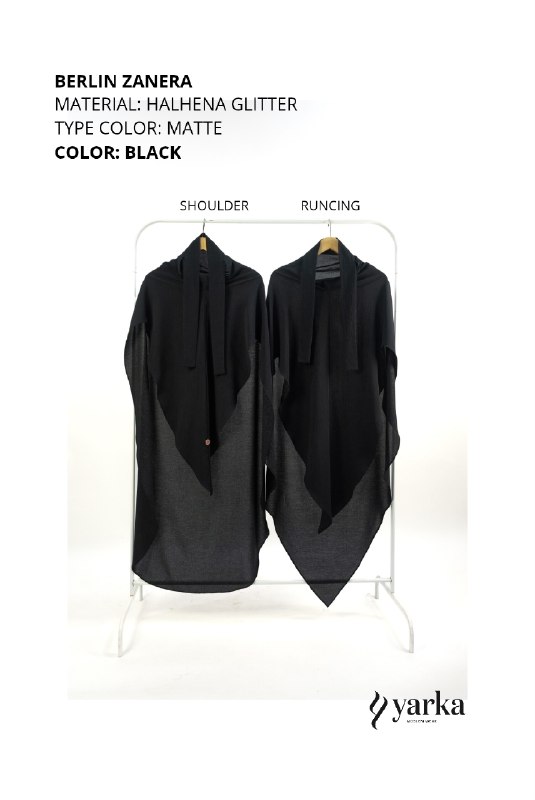 BERLIN ZANERA
MATERIAL: HALHENA GLITTER
TYPE COLOR: MATTE
COLOR: BLACK
SHOULDER RUNCING
yarka